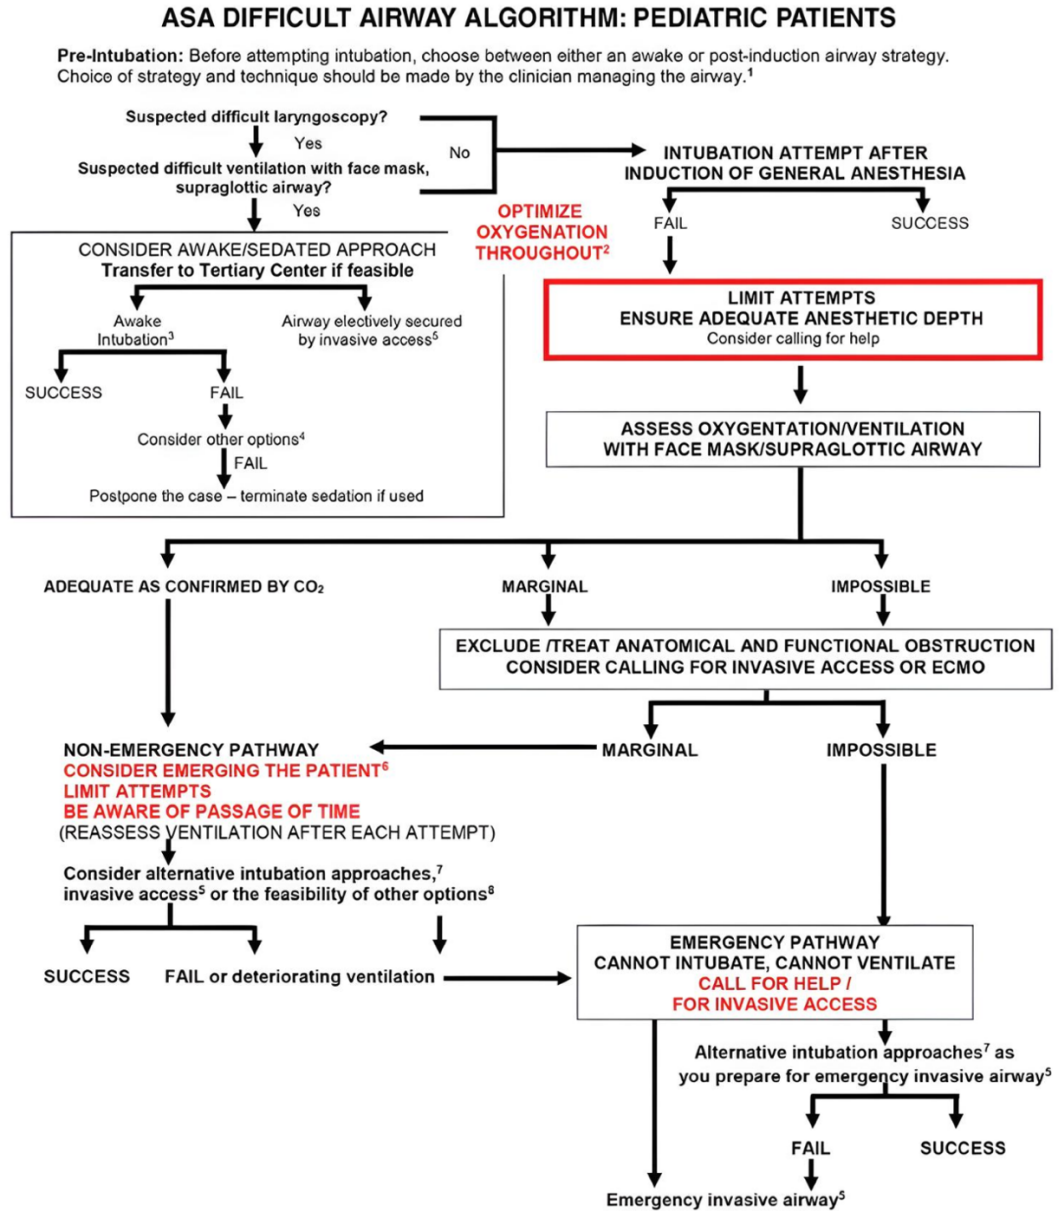 ASA DIFFICULT AIRWAY ALGORITHM: PEDIATRIC PATIENTS
Pre-Intubation: Before attempting intubation, choose between either an awake or post-induction airway strategy.
Choice of strategy and technique should be made by the clinician managing the airway.¹
Suspected difficult laryngoscopy?
Yes
No
Suspected difficult ventilation with face mask,
supraglottic airway?
Yes
INTUBATION ATTEMPT AFTER
INDUCTION OF GENERAL ANESTHESIA
FAIL
SUCCESS
OPTIMIZE
OXYGENATION
THROUGHOUT²
CONSIDER AWAKE/SEDATED APPROACH
Transfer to Tertiary Center if feasible
Awake
Intubation³
Airway electively secured
by invasive access⁵
SUCCESS
FAIL
Consider other options⁴
FAIL
Postpone the case – terminate sedation if used
LIMIT ATTEMPTS
ENSURE ADEQUATE ANESTHETIC DEPTH
Consider calling for help
ASSESS OXYGENTATION/VENTILATION
WITH FACE MASK/SUPRAGLOTTIC AIRWAY
ADEQUATE AS CONFIRMED BY CO₂
MARGINAL
IMPOSSIBLE
EXCLUDE /TREAT ANATOMICAL AND FUNCTIONAL OBSTRUCTION
CONSIDER CALLING FOR INVASIVE ACCESS OR ECMO
MARGINAL
IMPOSSIBLE
NON-EMERGENCY PATHWAY
CONSIDER EMERGING THE PATIENT⁶
LIMIT ATTEMPTS
BE AWARE OF PASSAGE OF TIME
(REASSESS VENTILATION AFTER EACH ATTEMPT)
Consider alternative intubation approaches,⁷
invasive access⁵ or the feasibility of other options⁸
SUCCESS
FAIL or deteriorating ventilation
EMERGENCY PATHWAY
CANNOT INTUBATE, CANNOT VENTILATE
CALL FOR HELP /
FOR INVASIVE ACCESS
Alternative intubation approaches⁷ as
you prepare for emergency invasive airway⁵
FAIL
SUCCESS
Emergency invasive airway⁵